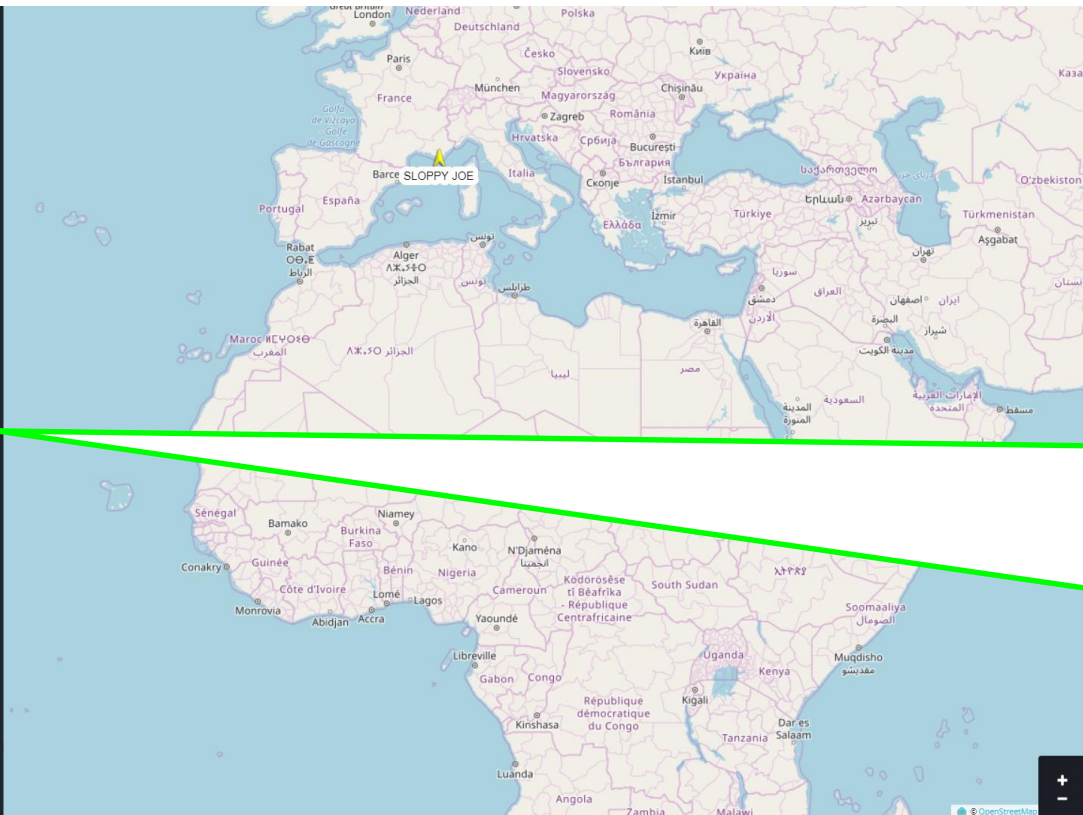 Great Britain
London
Nederland
Deutschland
Polska
Paris
Česko
Київ
Каза
Slovensko
München
Україна
France
Magyarország
Chișinău
Golfo
de Vizcaya
- Golfe
de Gascogne
Zagreb
România
Hrvatska
Србија
București
България
Barce
SLOPPY JOE
Italia
Скопје
İstanbul
საქართველო
O'zbekiston
España
Portugal
İzmir
Türkiye
Երևան
Azərbaycan
Türkmenistan
Ελλάδα
تبریز
Aşgabat
Rabat
ⵔⴱⴰⵟ
الرباط
Alger
الجزائر
تونس
تونس
طرابلس
تهران
سوريا
دمشق
العراق
اصفهان
ایران
الأردن
القاهرة
البصرة
شیراز
مدينة الكويت
Maroc ⵍⵎⵖⵔⵉⴱ
المغرب
الجزائر
ليبيا
مصر
المدينة
المنورة
السعودية
الإمارات العربية
المتحدة
مسقط
Sénégal
Bamako
Niamey
Burkina
Faso
Kano
N'Djaména
انجمينا
Conakry
Guinée
Bénin
Nigeria
Côte d'Ivoire
Lomé
Lagos
Cameroun
Ködörösêse
tî Bêafrîka
- République
Centrafricaine
South Sudan
Monrovia
Abidjan
Accra
Yaoundé
Soomaaliya
الصومال
Libreville
Uganda
Muqdisho
مقديشو
Gabon
Congo
Kenya
République
démocratique
du Congo
Kigali
Kinshasa
Dar es
Salaam
Tanzania
Luanda
Angola
Zambia
Malawi
+
−
© OpenStreetMap